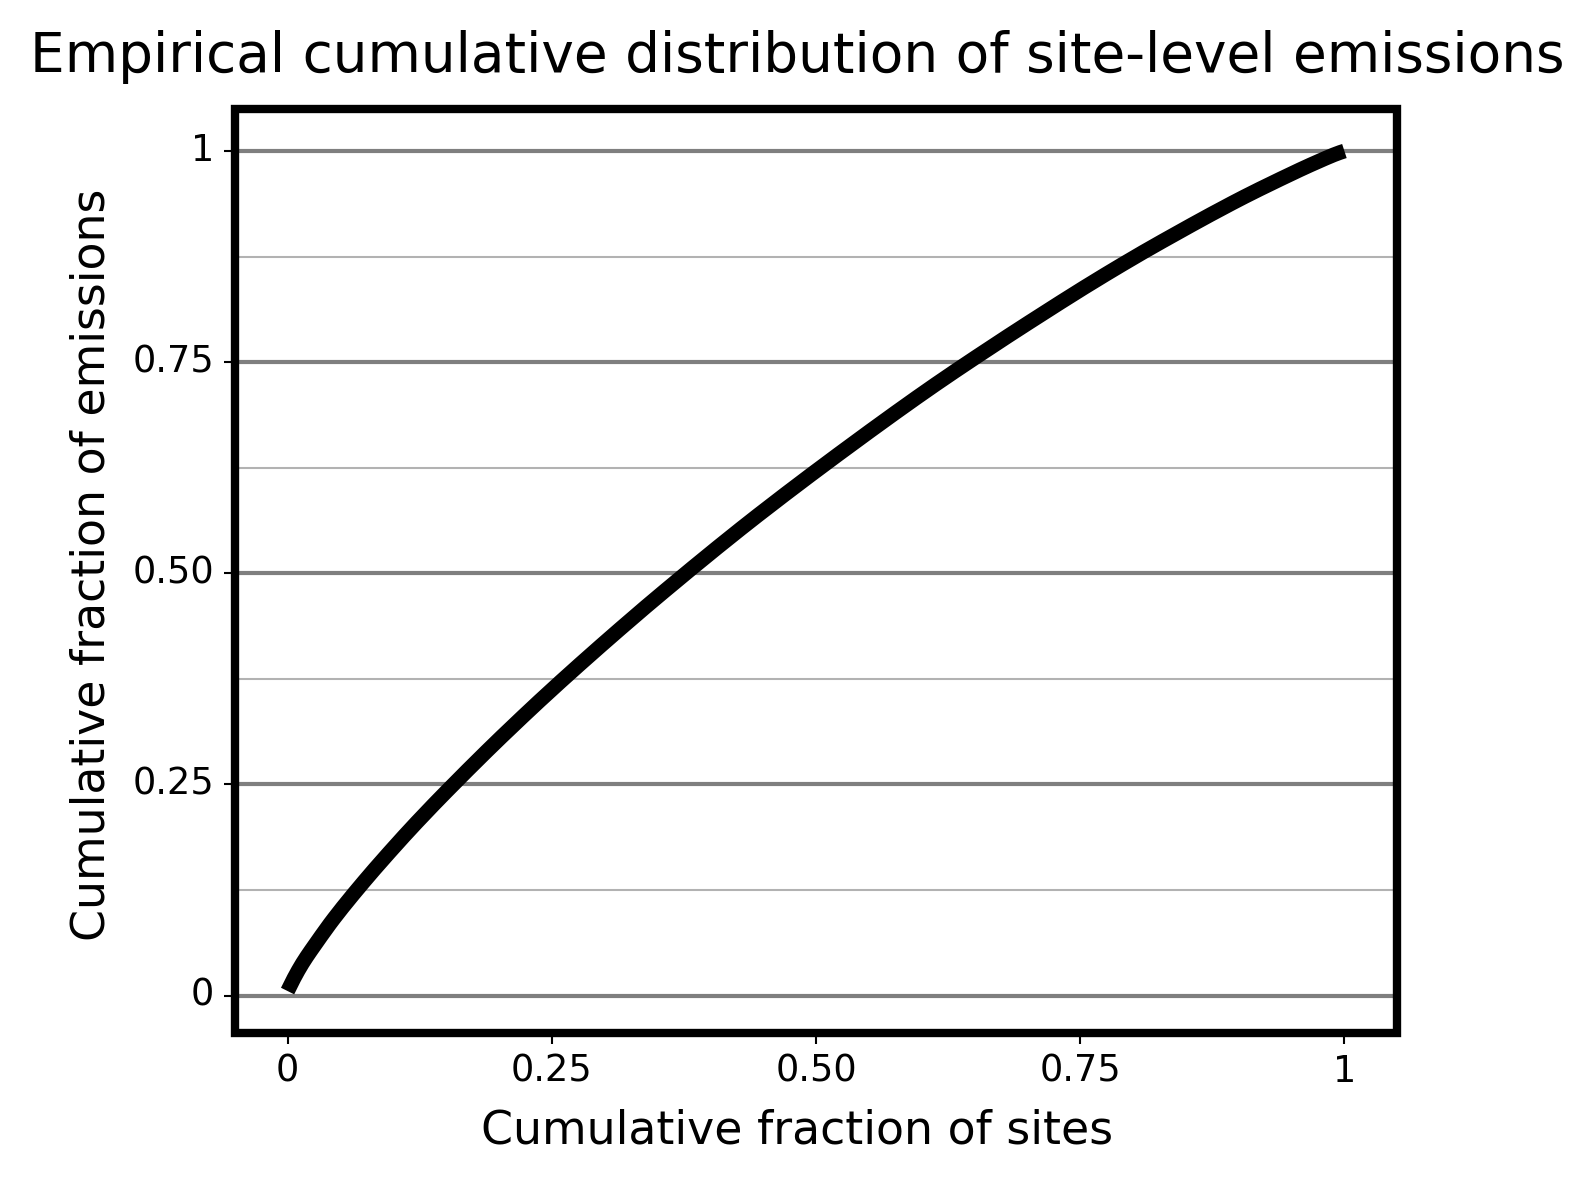 Empirical cumulative distribution of site-level emissions
Cumulative fraction of emissions
1
0.75
0.50
0.25
0
0 0.25 0.50 0.75 1
Cumulative fraction of sites